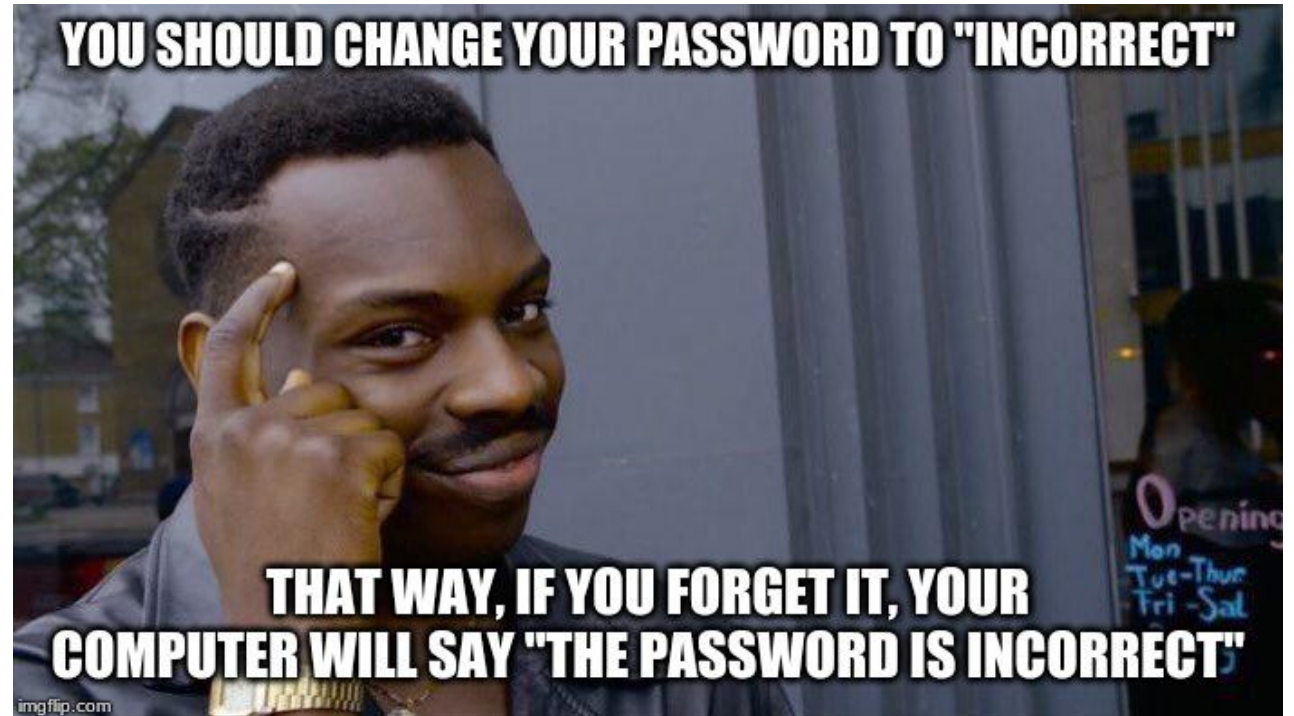 YOU SHOULD CHANGE YOUR PASSWORD TO "INCORRECT"
Opening
Mon
Tue-Thur
Fri -Sat
THAT WAY, IF YOU FORGET IT, YOUR
COMPUTER WILL SAY "THE PASSWORD IS INCORRECT"
imgflip.com